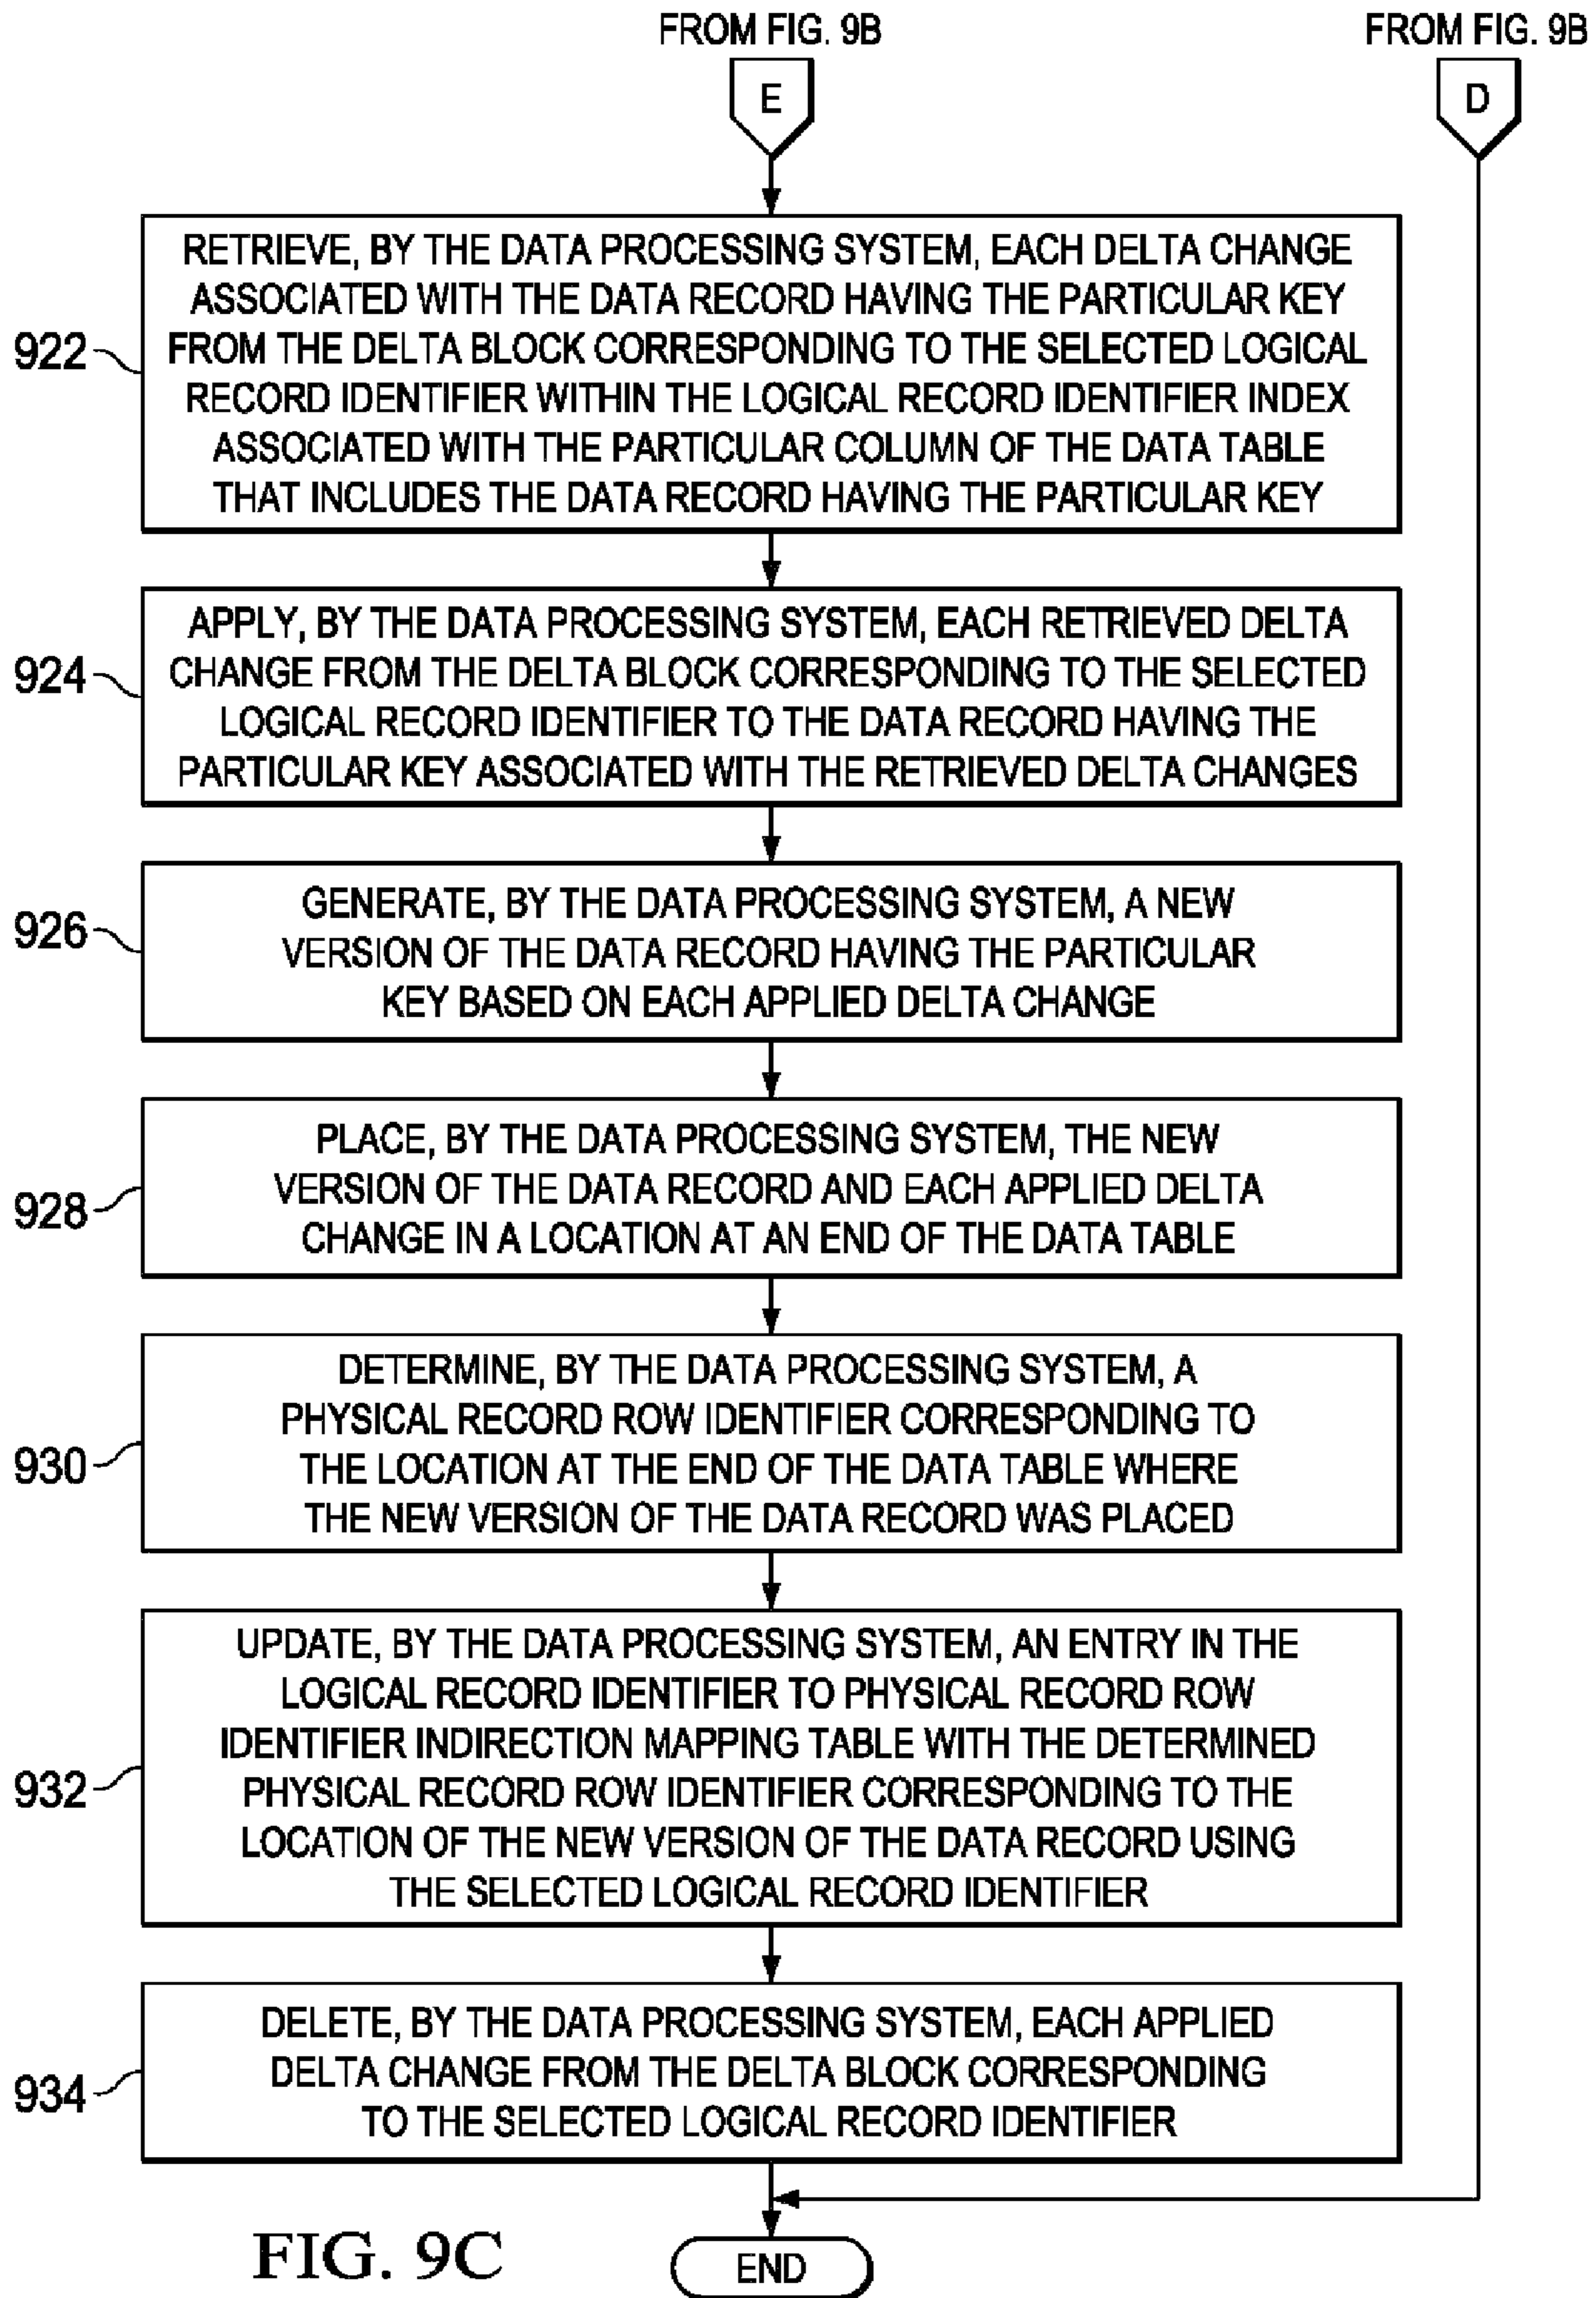 FROM FIG. 9B
FROM FIG. 9B
E
D
922
RETRIEVE, BY THE DATA PROCESSING SYSTEM, EACH DELTA CHANGE
ASSOCIATED WITH THE DATA RECORD HAVING THE PARTICULAR KEY
FROM THE DELTA BLOCK CORRESPONDING TO THE SELECTED LOGICAL
RECORD IDENTIFIER WITHIN THE LOGICAL RECORD IDENTIFIER INDEX
ASSOCIATED WITH THE PARTICULAR COLUMN OF THE DATA TABLE
THAT INCLUDES THE DATA RECORD HAVING THE PARTICULAR KEY
924
APPLY, BY THE DATA PROCESSING SYSTEM, EACH RETRIEVED DELTA
CHANGE FROM THE DELTA BLOCK CORRESPONDING TO THE SELECTED
LOGICAL RECORD IDENTIFIER TO THE DATA RECORD HAVING THE
PARTICULAR KEY ASSOCIATED WITH THE RETRIEVED DELTA CHANGES
926
GENERATE, BY THE DATA PROCESSING SYSTEM, A NEW
VERSION OF THE DATA RECORD HAVING THE PARTICULAR
KEY BASED ON EACH APPLIED DELTA CHANGE
928
PLACE, BY THE DATA PROCESSING SYSTEM, THE NEW
VERSION OF THE DATA RECORD AND EACH APPLIED DELTA
CHANGE IN A LOCATION AT AN END OF THE DATA TABLE
930
DETERMINE, BY THE DATA PROCESSING SYSTEM, A
PHYSICAL RECORD ROW IDENTIFIER CORRESPONDING TO
THE LOCATION AT THE END OF THE DATA TABLE WHERE
THE NEW VERSION OF THE DATA RECORD WAS PLACED
932
UPDATE, BY THE DATA PROCESSING SYSTEM, AN ENTRY IN THE
LOGICAL RECORD IDENTIFIER TO PHYSICAL RECORD ROW
IDENTIFIER INDIRECTION MAPPING TABLE WITH THE DETERMINED
PHYSICAL RECORD ROW IDENTIFIER CORRESPONDING TO THE
LOCATION OF THE NEW VERSION OF THE DATA RECORD USING
THE SELECTED LOGICAL RECORD IDENTIFIER
934
DELETE, BY THE DATA PROCESSING SYSTEM, EACH APPLIED
DELTA CHANGE FROM THE DELTA BLOCK CORRESPONDING
TO THE SELECTED LOGICAL RECORD IDENTIFIER
FIG. 9C
END